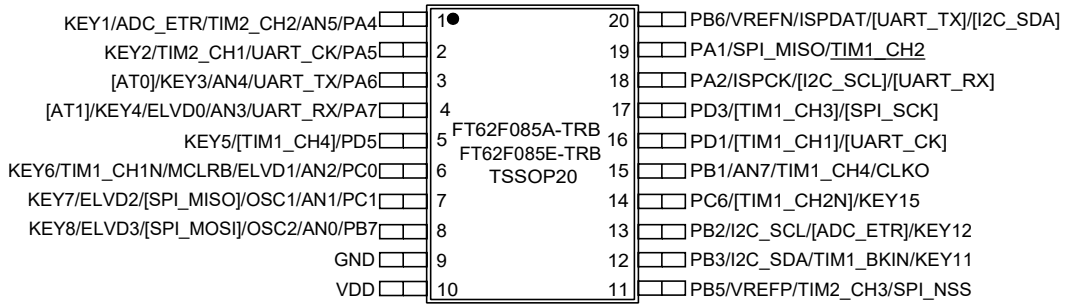 KEY1/ADC_ETR/TIM2_CH2/AN5/PA4 1 20 PB6/VREFN/ISPDAT/[UART_TX]/[I2C_SDA]
KEY2/TIM2_CH1/UART_CK/PA5 2 19 PA1/SPI_MISO/TIM1_CH2
[AT0]/KEY3/AN4/UART_TX/PA6 3 18 PA2/ISPCK/[I2C_SCL]/[UART_RX]
[AT1]/KEY4/ELVD0/AN3/UART_RX/PA7 4 17 PD3/[TIM1_CH3]/[SPI_SCK]
KEY5/[TIM1_CH4]/PD5 5 FT62F085A-TRB 16 PD1/[TIM1_CH1]/[UART_CK]
FT62F085E-TRB
KEY6/TIM1_CH1N/MCLRB/ELVD1/AN2/PC0 6 TSSOP20 15 PB1/AN7/TIM1_CH4/CLKO
KEY7/ELVD2/[SPI_MISO]/OSC1/AN1/PC1 7 14 PC6/[TIM1_CH2N]/KEY15
KEY8/ELVD3/[SPI_MOSI]/OSC2/AN0/PB7 8 13 PB2/I2C_SCL/[ADC_ETR]/KEY12
GND 9 12 PB3/I2C_SDA/TIM1_BKIN/KEY11
VDD 10 11 PB5/VREFP/TIM2_CH3/SPI_NSS